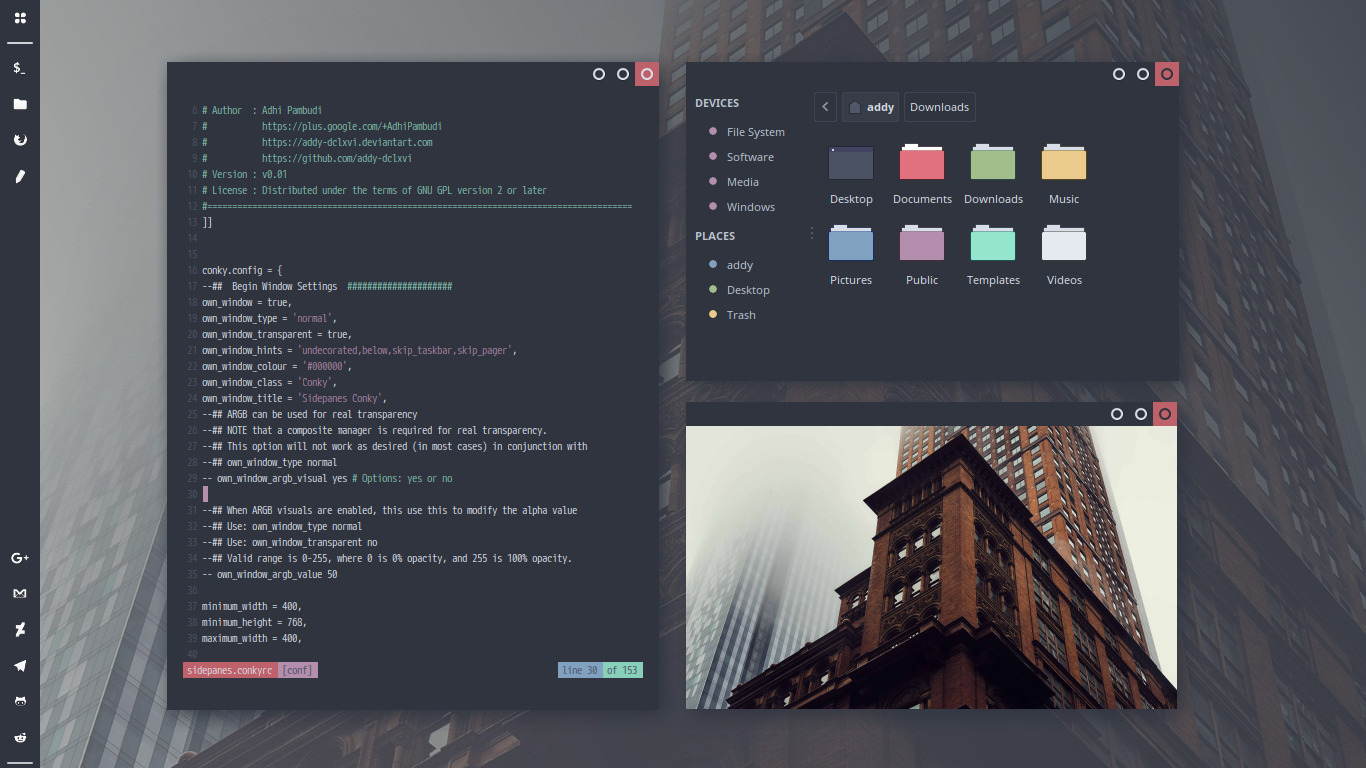 $_
G+
6 # Author  : Adhi Pambudi
7 #           https://plus.google.com/+AdhiPambudi
8 #           https://addy-dclxvi.deviantart.com
9 #           https://github.com/addy-dclxvi
10 # Version : v0.01
11 # License : Distributed under the terms of GNU GPL version 2 or later
12 #=====================================================================================
13 ]]
14
15
16 conky.config = {
17 --##  Begin Window Settings  #####################
18 own_window = true,
19 own_window_type = 'normal',
20 own_window_transparent = true,
21 own_window_hints = 'undecorated,below,skip_taskbar,skip_pager',
22 own_window_colour = '#000000',
23 own_window_class = 'Conky',
24 own_window_title = 'Sidepanes Conky',
25 --## ARGB can be used for real transparency
26 --## NOTE that a composite manager is required for real transparency.
27 --## This option will not work as desired (in most cases) in conjunction with
28 --## own_window_type normal
29 -- own_window_argb_visual yes # Options: yes or no
30
31 --## When ARGB visuals are enabled, this use this to modify the alpha value
32 --## Use: own_window_type normal
33 --## Use: own_window_transparent no
34 --## Valid range is 0-255, where 0 is 0% opacity, and 255 is 100% opacity.
35 -- own_window_argb_value 50
36
37 minimum_width = 400,
38 minimum_height = 768,
39 maximum_width = 400,
40
sidepanes.conkyrc [conf] line 30 of 153
DEVICES
File System
Software
Media
Windows
PLACES
addy
Desktop
Trash
addy Downloads
Desktop Documents Downloads Music
Pictures Public Templates Videos